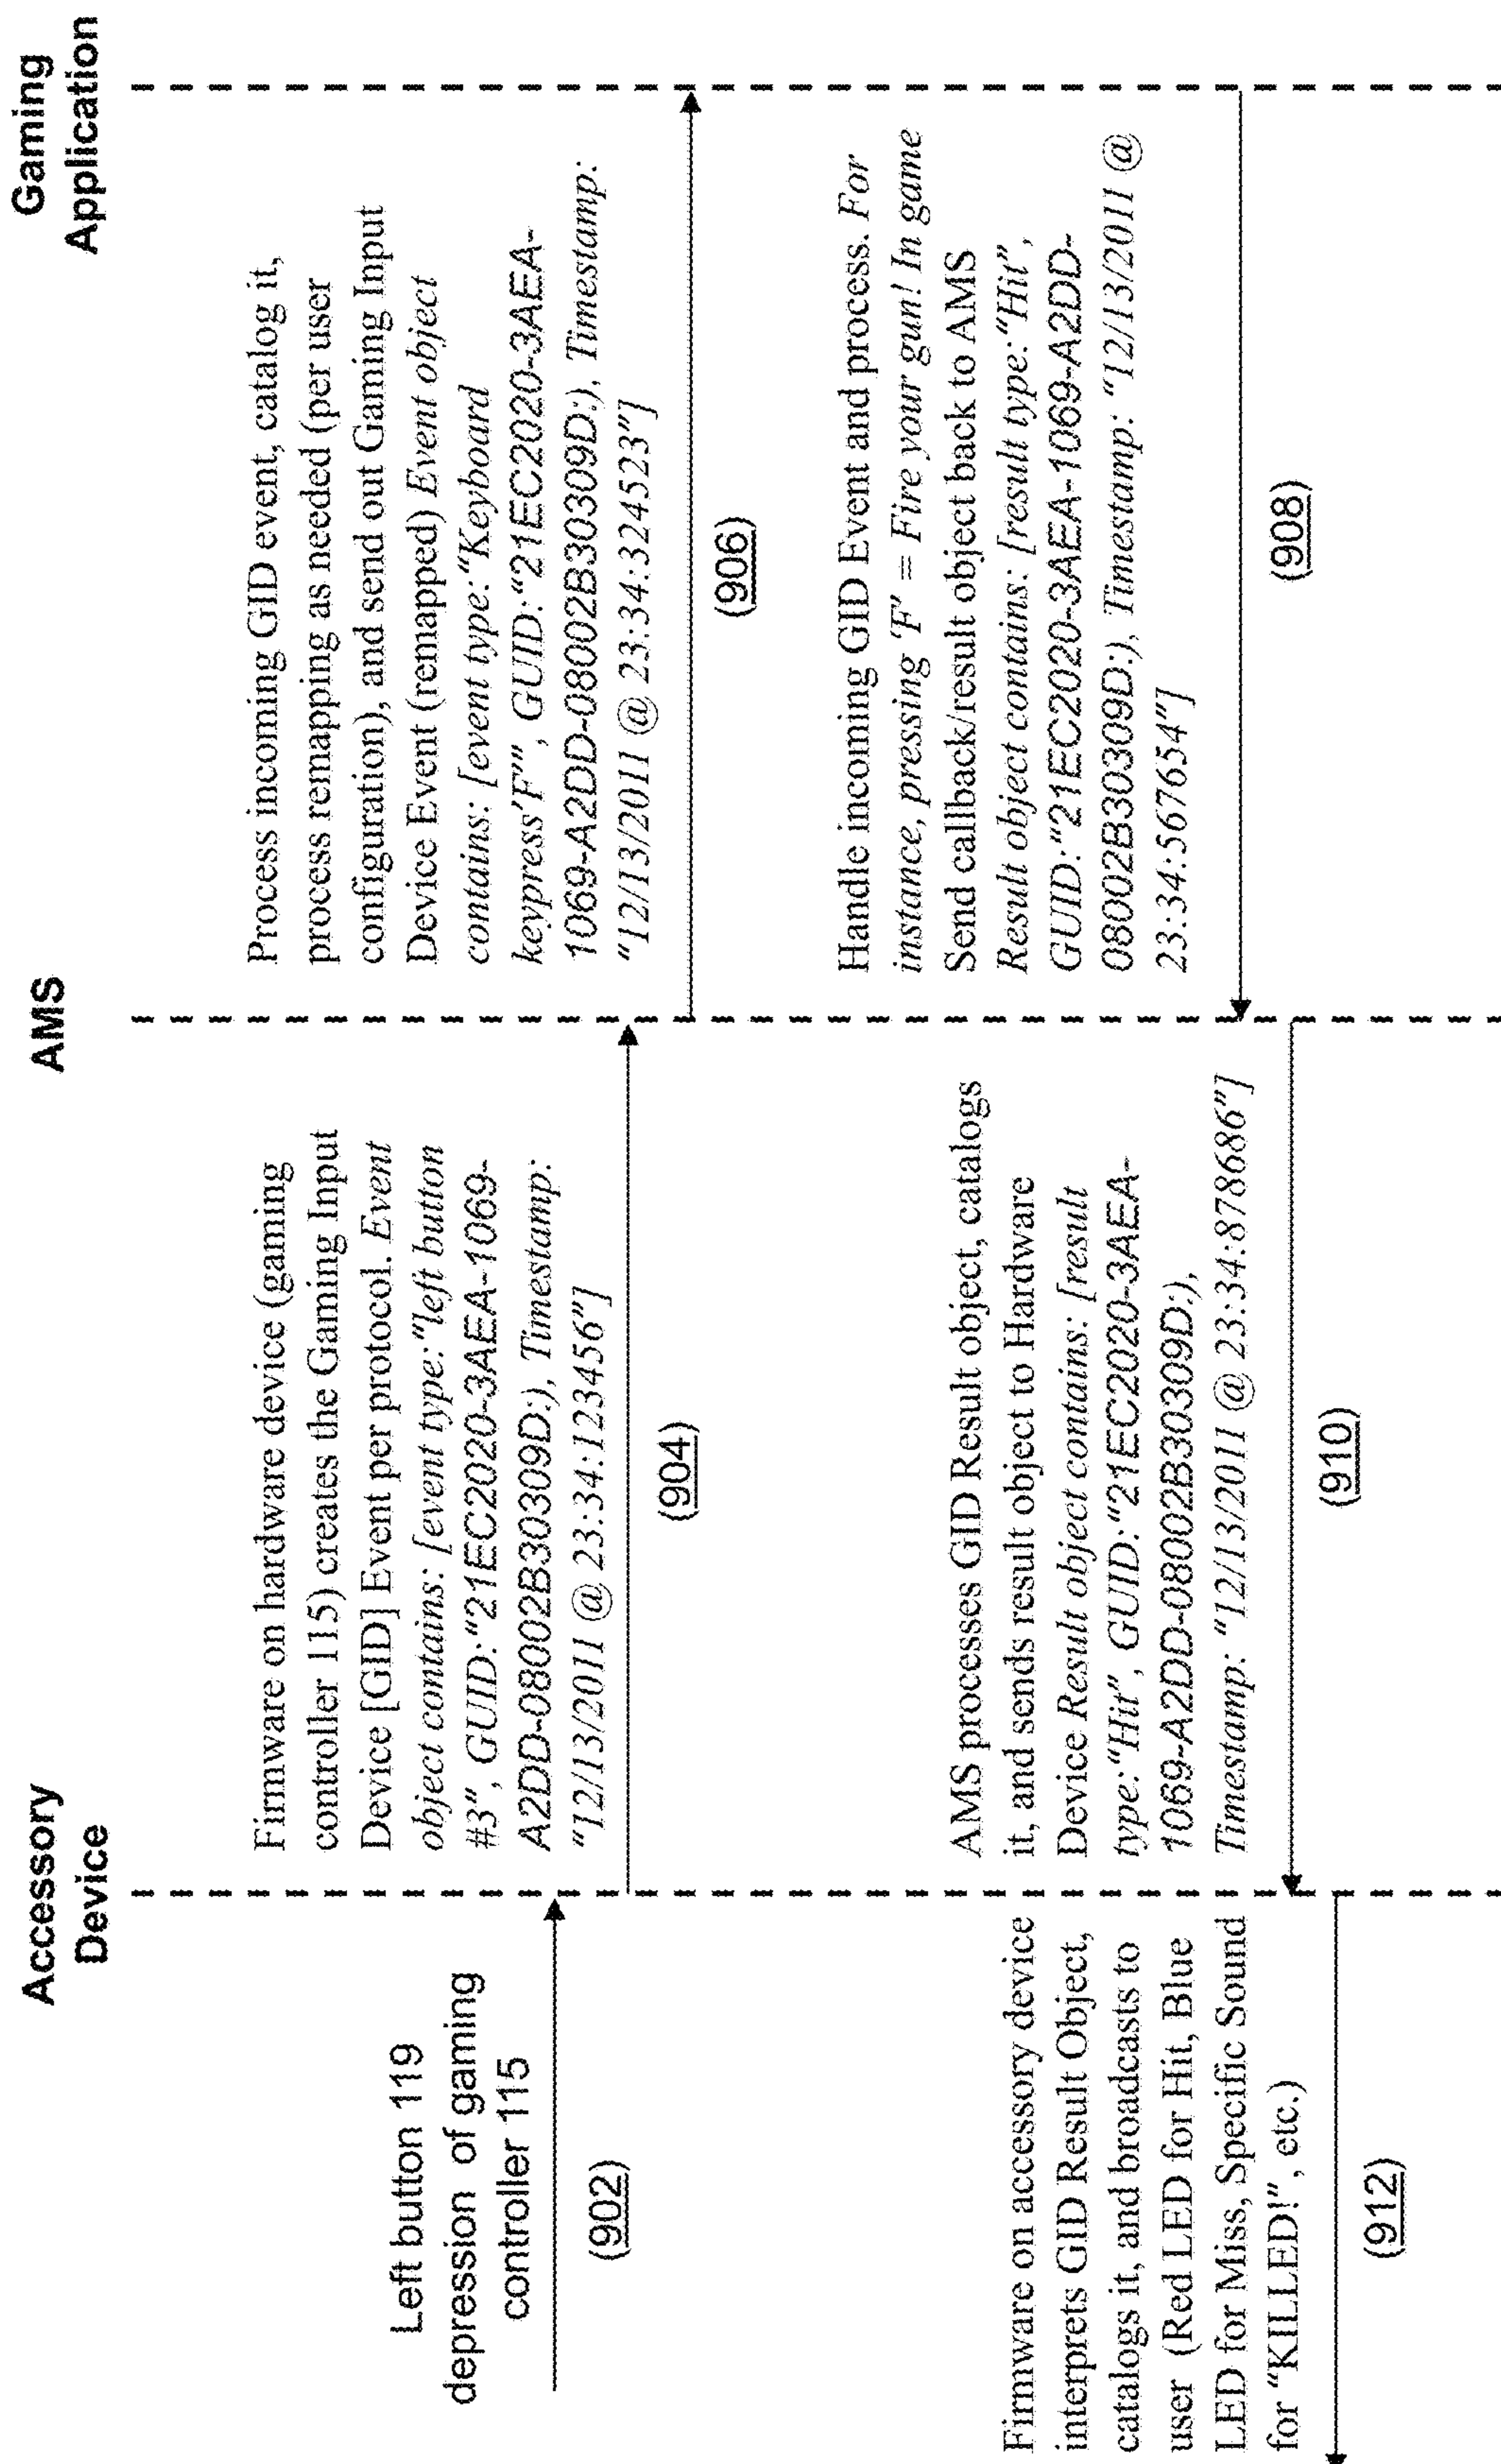 Accessory
Device
AMS
Gaming
Application
Left button 119
depression of gaming
controller 115
(902)
Firmware on hardware device (gaming
controller 115) creates the Gaming Input
Device [GID] Event per protocol. Event
object contains: [event type:"left button
#3", GUID:"21EC2020-3AEA-1069-
A2DD-08002B30309D;), Timestamp:
"12/13/2011 @ 23:34:123456"]
(904)
Process incoming GID event, catalog it,
process remapping as needed (per user
configuration), and send out Gaming Input
Device Event (remapped) Event object
contains: [event type:"Keyboard
keypress'F'", GUID:"21EC2020-3AEA-
1069-A2DD-08002B30309D;), Timestamp:
"12/13/2011 @ 23:34:324523"]
(906)
Handle incoming GID Event and process. For
instance, pressing 'F' = Fire your gun! In game
Send callback/result object back to AMS
Result object contains: [result type:"Hit",
GUID:"21EC2020-3AEA-1069-A2DD-
08002B30309D;), Timestamp: "12/13/2011 @
23:34:567654"]
(908)
AMS processes GID Result object, catalogs
it, and sends result object to Hardware
Device Result object contains: [result
type:"Hit", GUID:"21EC2020-3AEA-
1069-A2DD-08002B30309D;),
Timestamp: "12/13/2011 @ 23:34:878686"]
(910)
Firmware on accessory device
interprets GID Result Object,
catalogs it, and broadcasts to
user (Red LED for Hit, Blue
LED for Miss, Specific Sound
for "KILLED!", etc.)
(912)